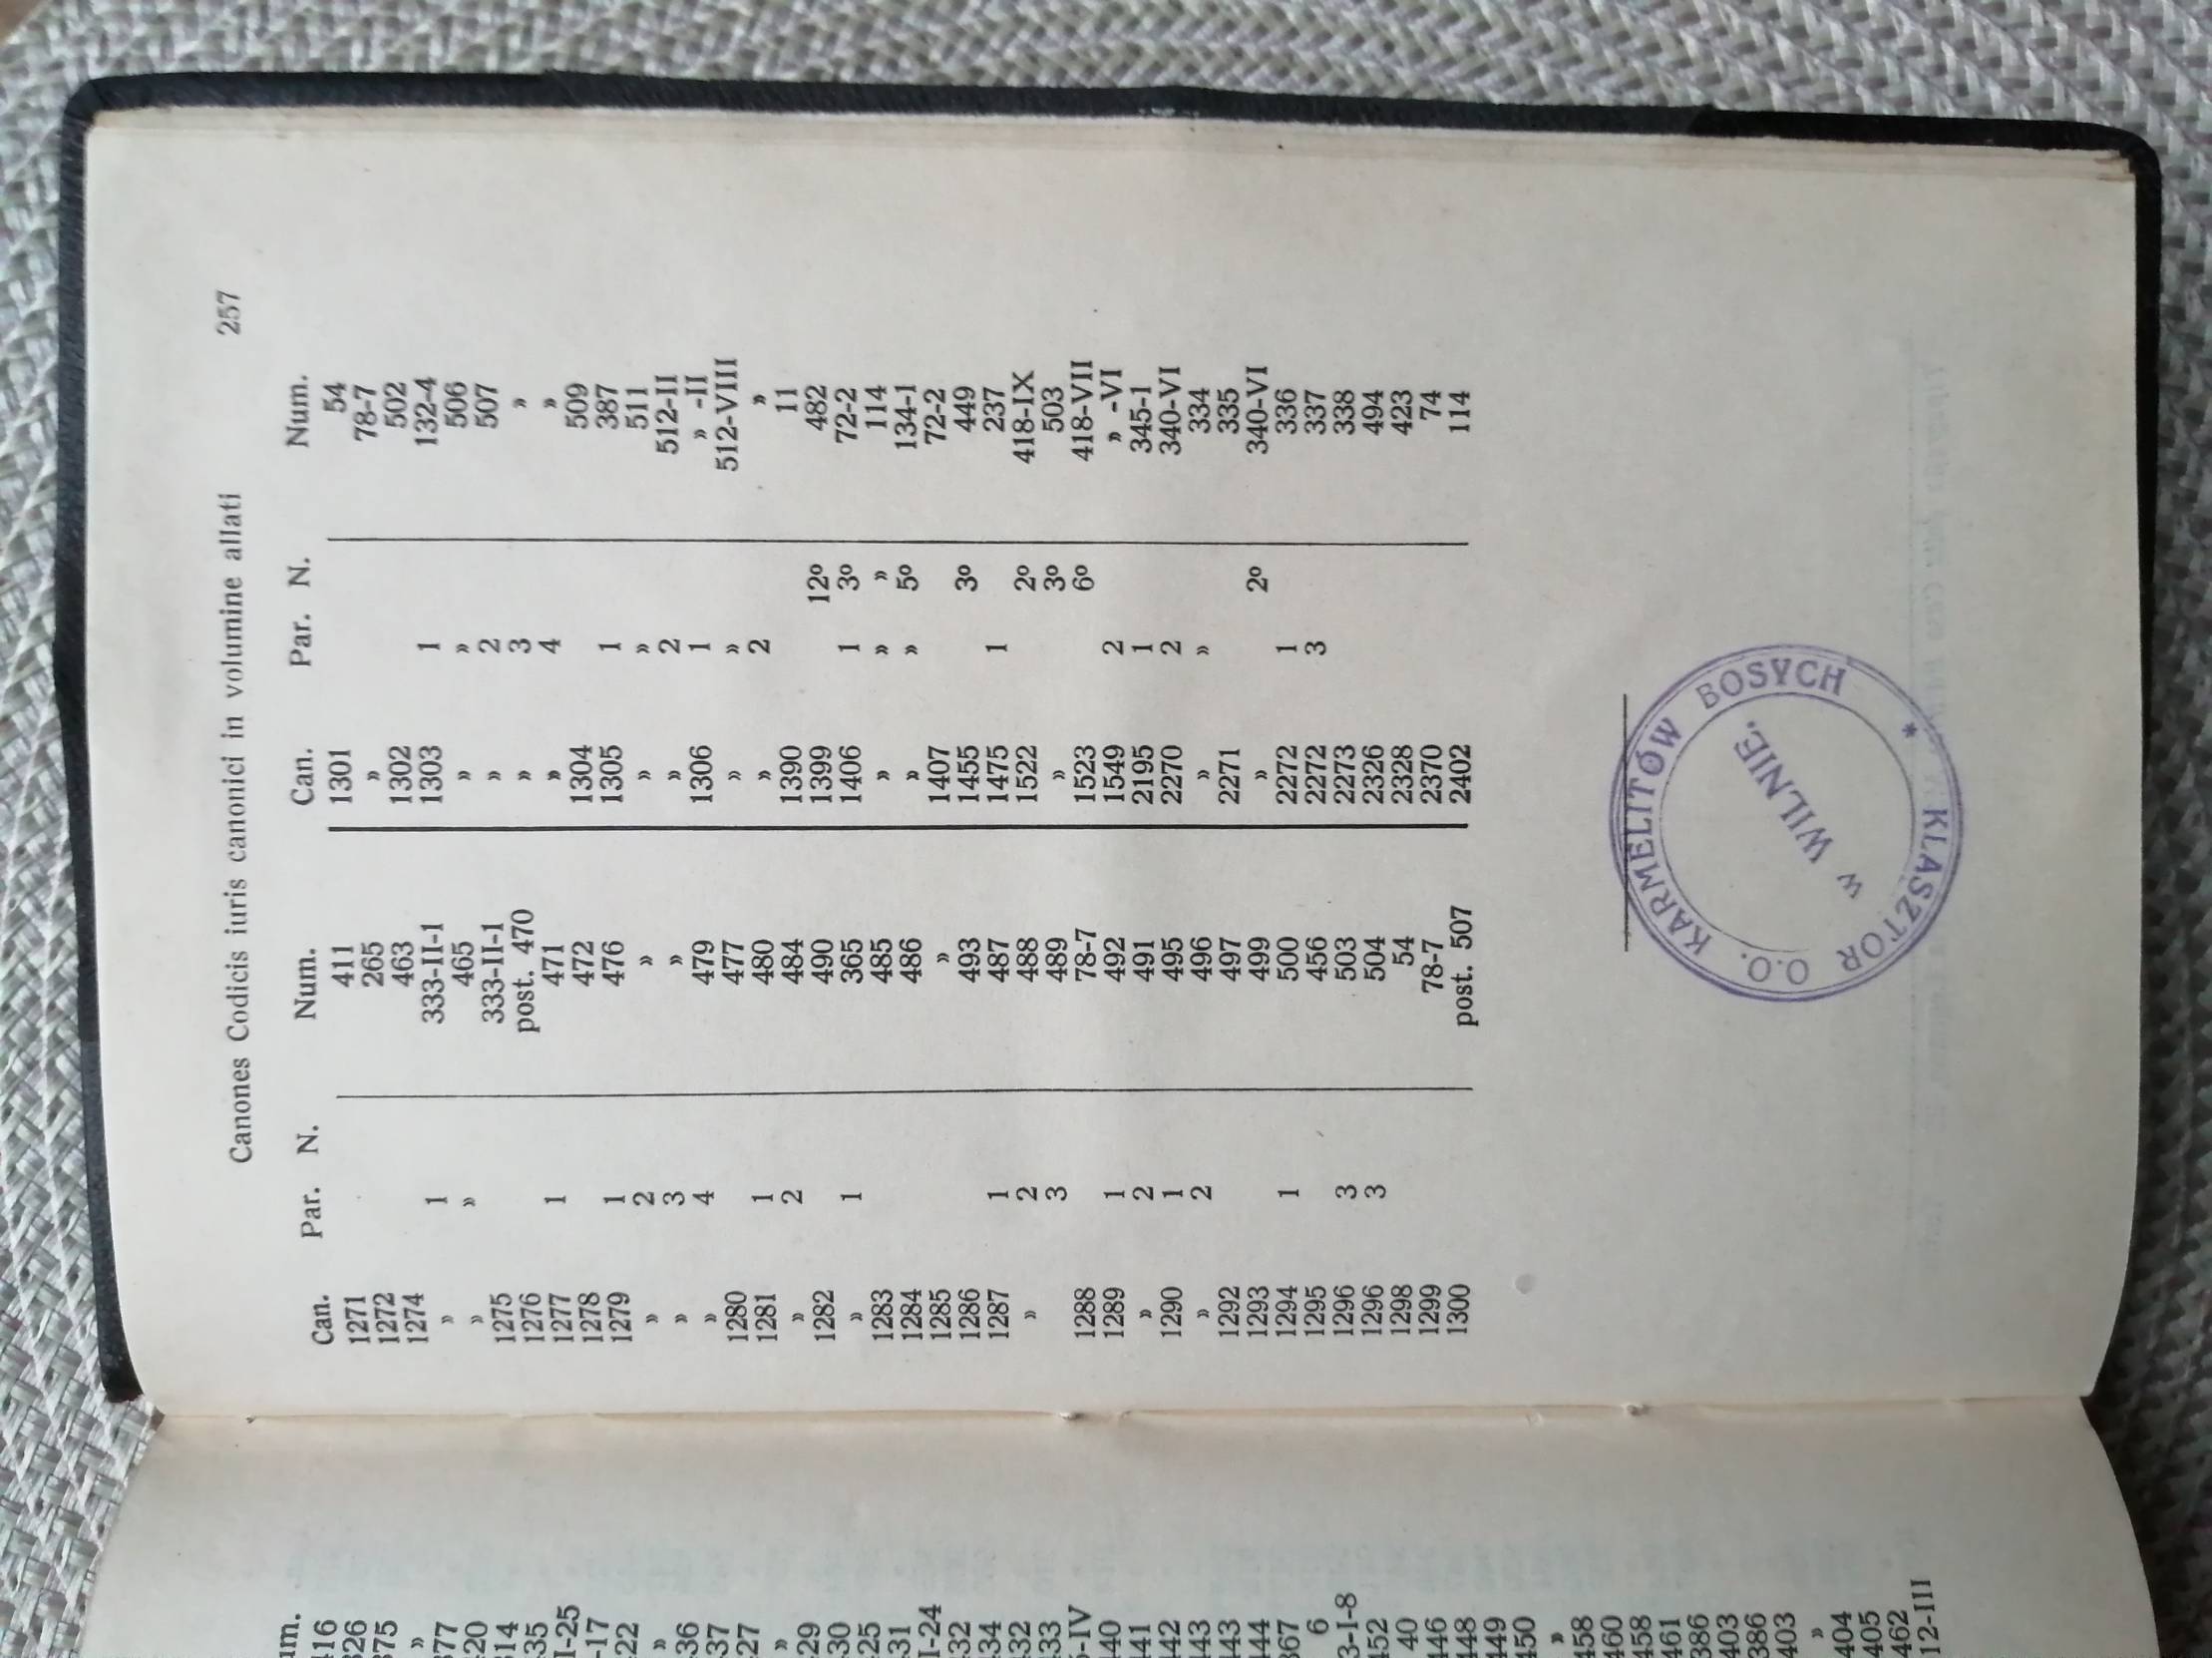 Canones Codicis iuris canonici in volumine allati 257
Can. Par. N. Num. Can. Par. N. Num.
1271 411 1301 54
1272 265 » 78-7
1274 463 1302 502
» 1 333-II-1 1303 1 132-4
» » 465 » » 506
1275 333-II-1 » 2 507
1276 post. 470 » 3 »
1277 1 471 » 4 »
1278 472 1304 509
1279 1 476 1305 1 387
» 2 » » » 511
» 3 » » 2 512-II
» 4 479 1306 1 » -II
1280 477 » » 512-VIII
1281 1 480 » 2 »
» 2 484 1390 11
1282 490 1399 12º 482
» 1 365 1406 1 3º 72-2
1283 485 » » » 114
1284 486 » » 5º 134-1
1285 » 1407 72-2
1286 493 1455 3º 449
1287 1 487 1475 1 237
» 2 488 1522 2º 418-IX
3 489 » 3º 503
1288 78-7 1523 6º 418-VII
1289 1 492 1549 2 » -VI
» 2 491 2195 1 345-1
1290 1 495 2270 2 340-VI
» 2 496 » » 334
1292 497 2271 335
1293 499 » 2º 340-VI
1294 1 500 2272 1 336
1295 456 2272 3 337
1296 3 503 2273 338
1296 3 504 2326 494
1298 54 2328 423
1299 78-7 2370 74
1300 post. 507 2402 114
KLASZTOR O.O. KARMELITÓW BOSYCH *
w WILNIE.